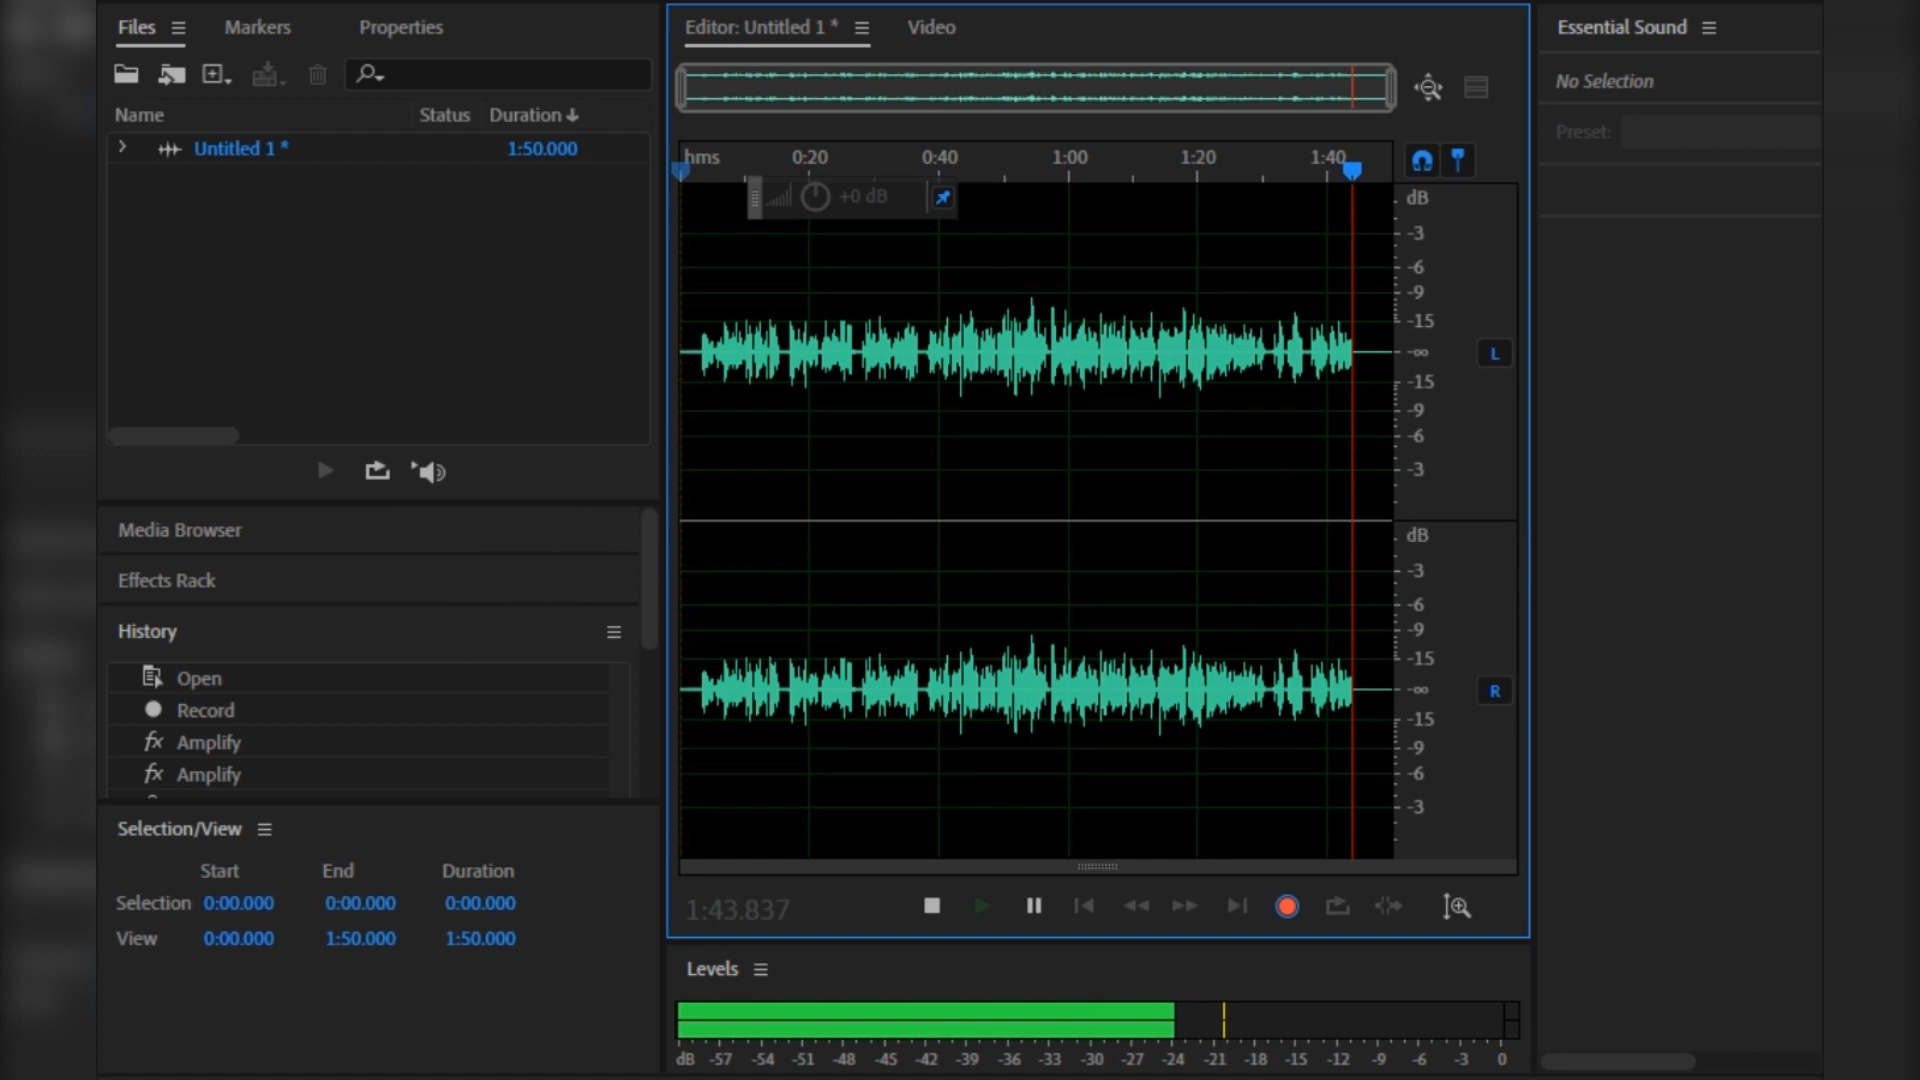 Files
Markers
Properties
Name
Status
Duration
Untitled 1 *
1:50.000
Media Browser
Effects Rack
History
Open
Record
fx Amplify
fx Amplify
Selection/View
Start
End
Duration
Selection
0:00.000
0:00.000
0:00.000
View
0:00.000
1:50.000
1:50.000
Editor: Untitled 1 *
Video
hms
0:20
0:40
1:00
1:20
1:40
+0 dB
dB
-3
-6
-9
-15
-∞
-15
-9
-6
-3
L
dB
-3
-6
-9
-15
-∞
-15
-9
-6
-3
R
1:43.837
Levels
dB -57 -54 -51 -48 -45 -42 -39 -36 -33 -30 -27 -24 -21 -18 -15 -12 -9 -6 -3 0
Essential Sound
No Selection
Preset: